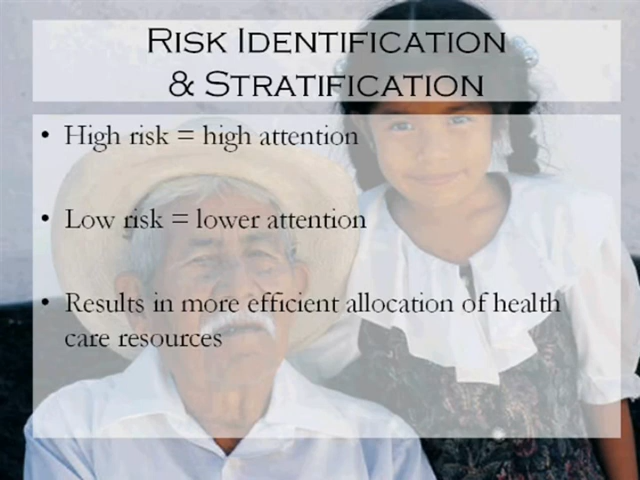 RISK IDENTIFICATION
& STRATIFICATION
• High risk = high attention
• Low risk = lower attention
• Results in more efficient allocation of health
care resources